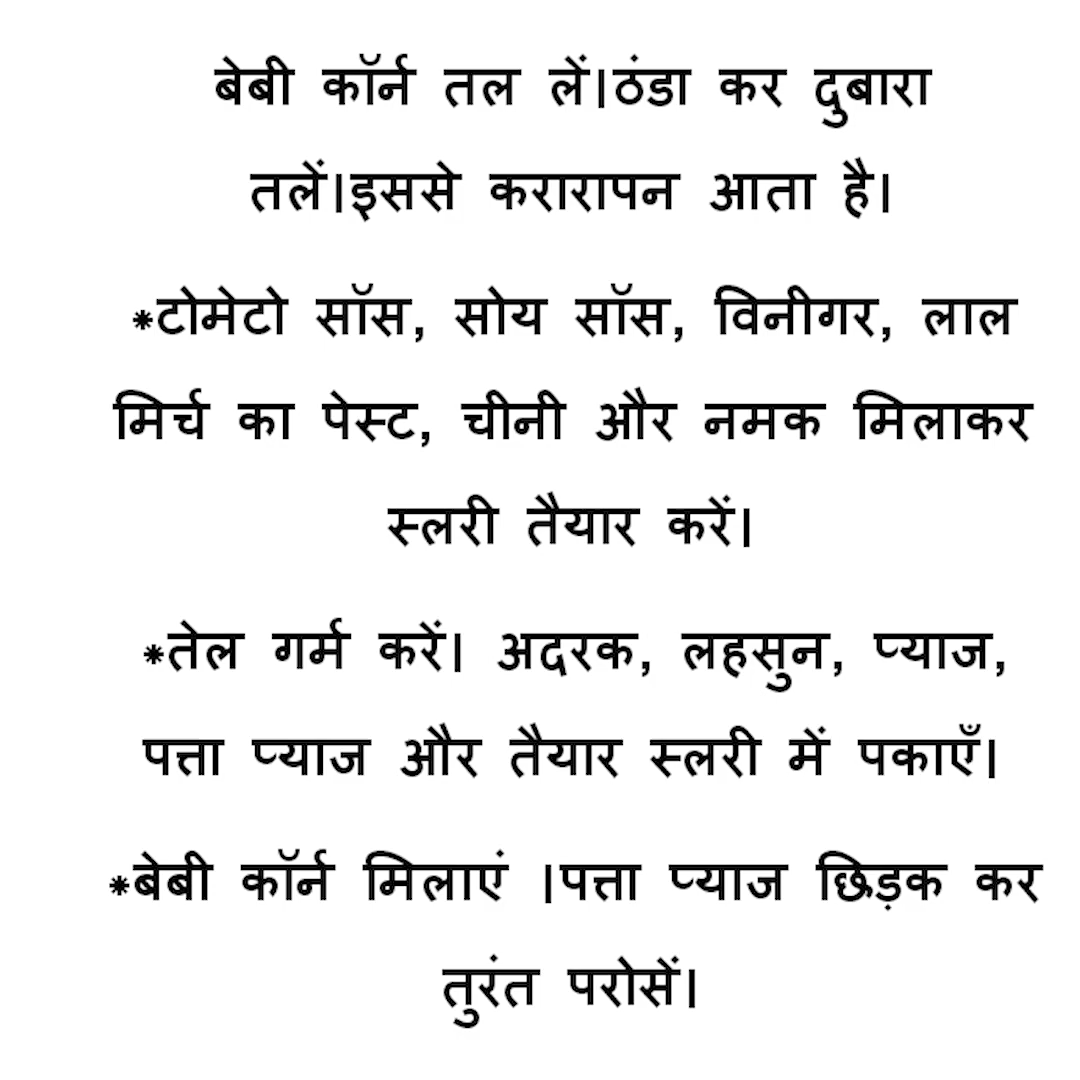 बेबी कॉर्न तल लें।ठंडा कर दुबारा
तलें।इससे करारापन आता है।
*टोमेटो सॉस, सोय सॉस, विनीगर, लाल
मिर्च का पेस्ट, चीनी और नमक मिलाकर
स्लरी तैयार करें।
*तेल गर्म करें। अदरक, लहसुन, प्याज,
पत्ता प्याज और तैयार स्लरी में पकाएँ।
*बेबी कॉर्न मिलाएं ।पत्ता प्याज छिड़क कर
तुरंत परोसें।